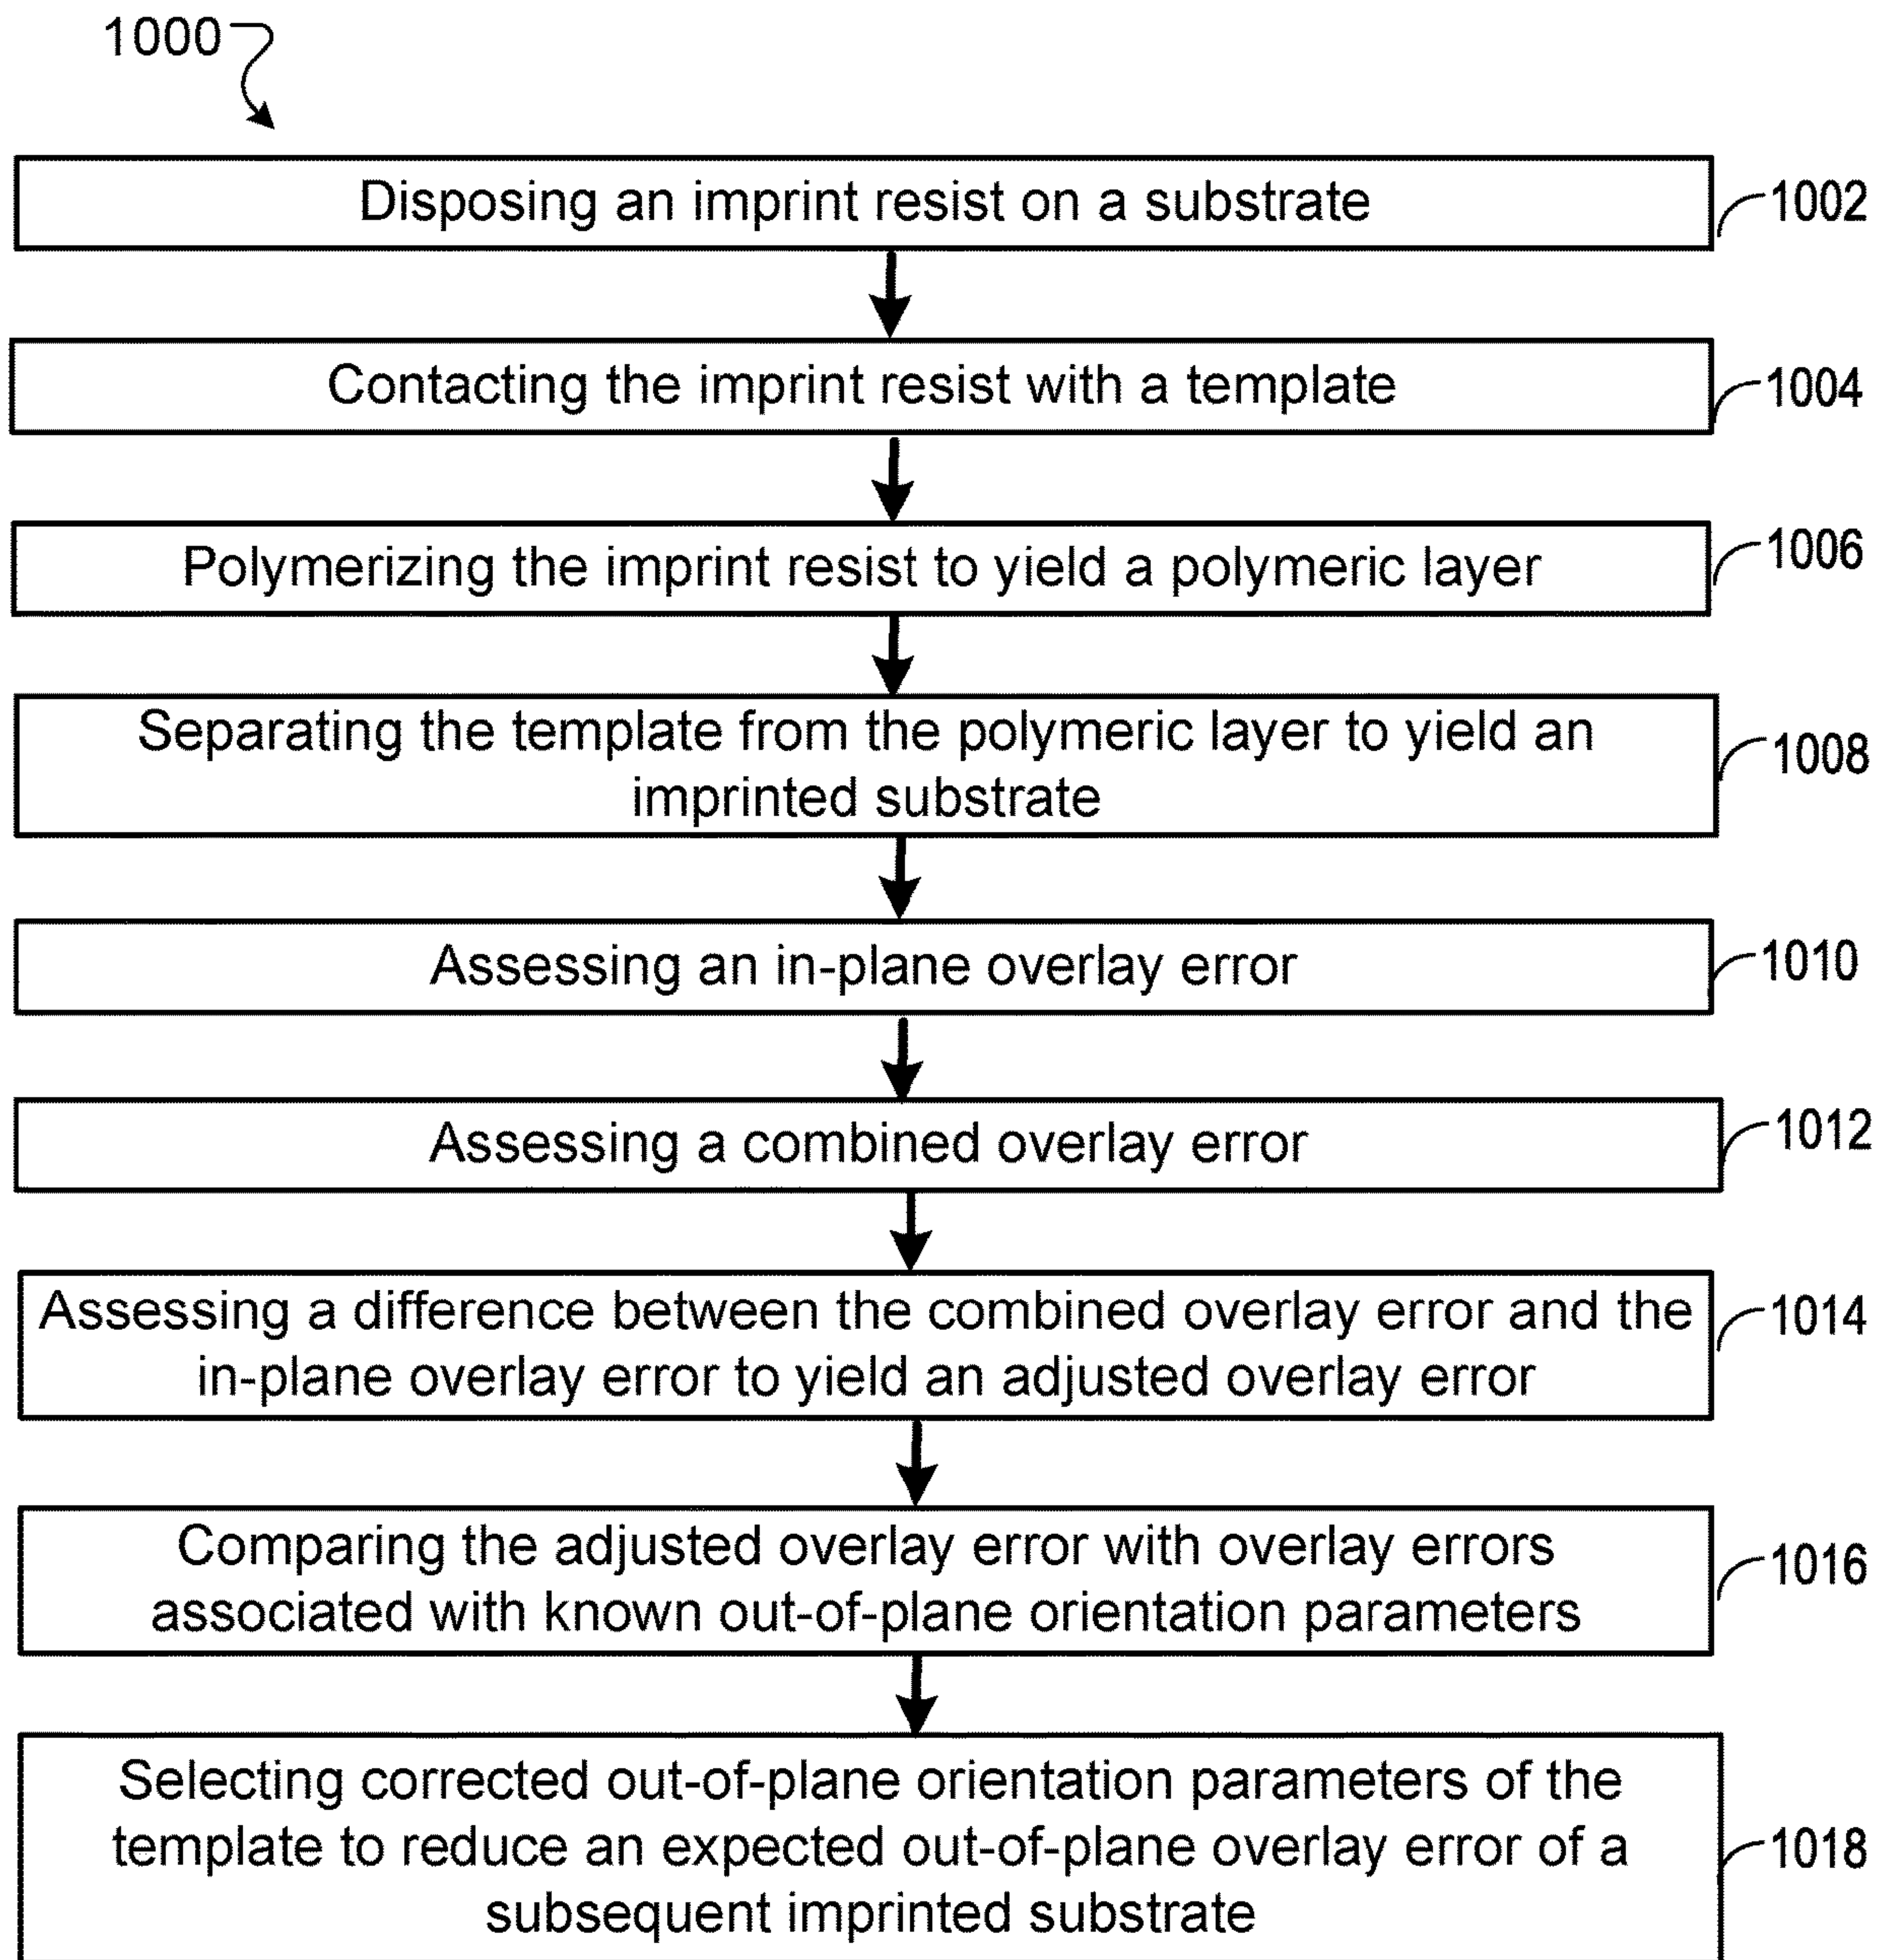 1000
Disposing an imprint resist on a substrate
1002
Contacting the imprint resist with a template
1004
Polymerizing the imprint resist to yield a polymeric layer
1006
Separating the template from the polymeric layer to yield an
imprinted substrate
1008
Assessing an in-plane overlay error
1010
Assessing a combined overlay error
1012
Assessing a difference between the combined overlay error and the
in-plane overlay error to yield an adjusted overlay error
1014
Comparing the adjusted overlay error with overlay errors
associated with known out-of-plane orientation parameters
1016
Selecting corrected out-of-plane orientation parameters of the
template to reduce an expected out-of-plane overlay error of a
subsequent imprinted substrate
1018